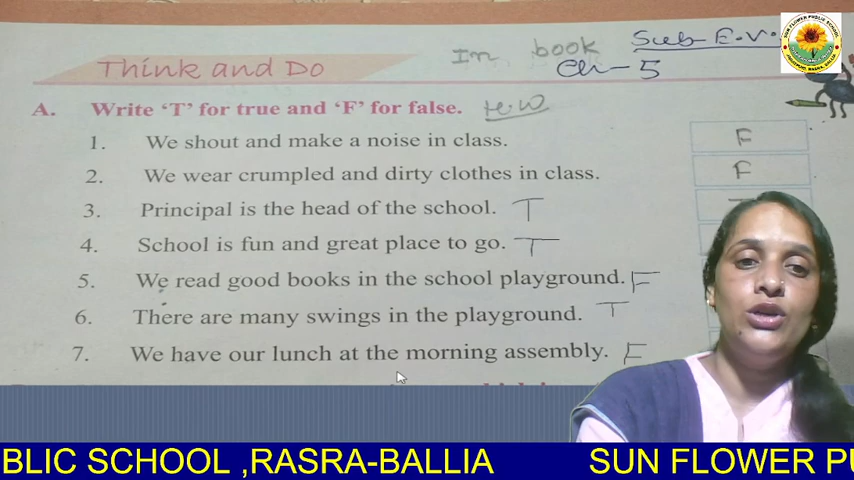 In book Sub- E.V.
Ch - 5
Think and Do
A. Write 'T' for true and 'F' for false. H.W
1. We shout and make a noise in class. F
2. We wear crumpled and dirty clothes in class. F
3. Principal is the head of the school. T
4. School is fun and great place to go. T
5. We read good books in the school playground. F
6. There are many swings in the playground. T
7. We have our lunch at the morning assembly. F
BLIC SCHOOL ,RASRA-BALLIA SUN FLOWER PU